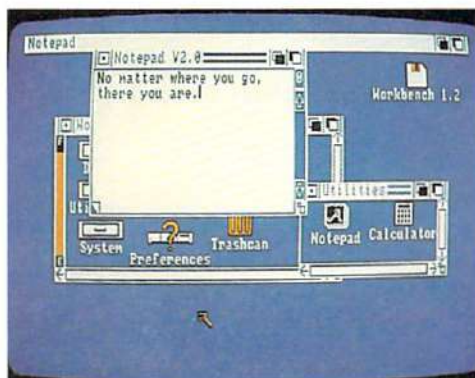 Notepad
Notepad V2.0
No matter where you go,
there you are.
Workbench 1.2
Utilities
Notepad
Calculator
System
Preferences
Trashcan